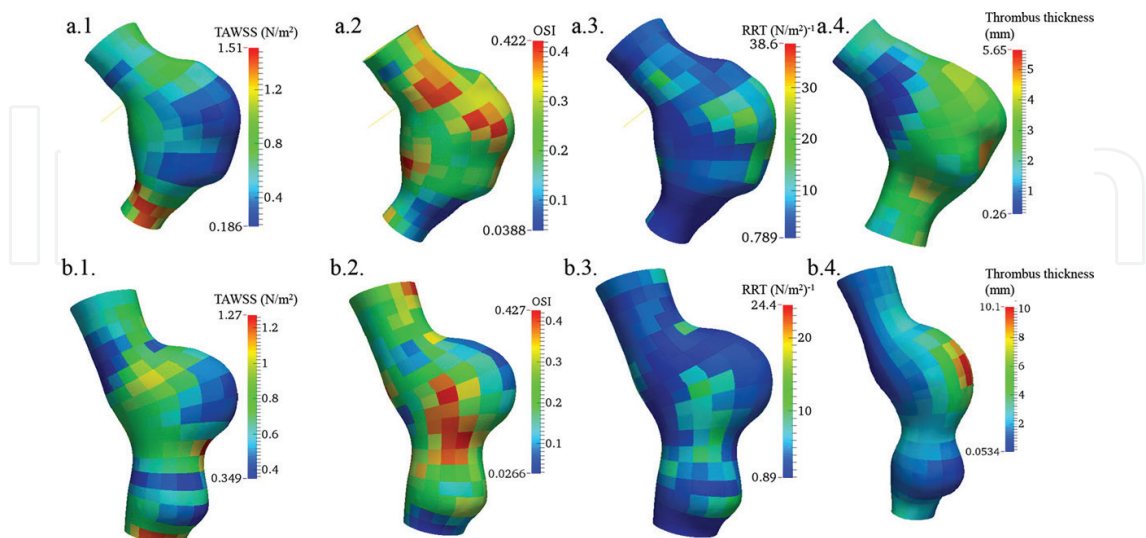 a.1
TAWSS (N/m²)
1.51
1.2
0.8
0.4
0.186
a.2
OSI
0.422
0.4
0.3
0.2
0.1
0.0388
a.3.
RRT (N/m²)⁻¹
38.6
30
20
10
0.789
a.4.
Thrombus thickness
(mm)
5.65
5
4
3
2
1
0.26
b.1.
TAWSS (N/m²)
1.27
1.2
1
0.8
0.6
0.4
0.349
b.2.
OSI
0.427
0.4
0.3
0.2
0.1
0.0266
b.3.
RRT (N/m²)⁻¹
24.4
20
10
0.89
b.4.
Thrombus thickness
(mm)
10.1
10
8
6
4
2
0.0534